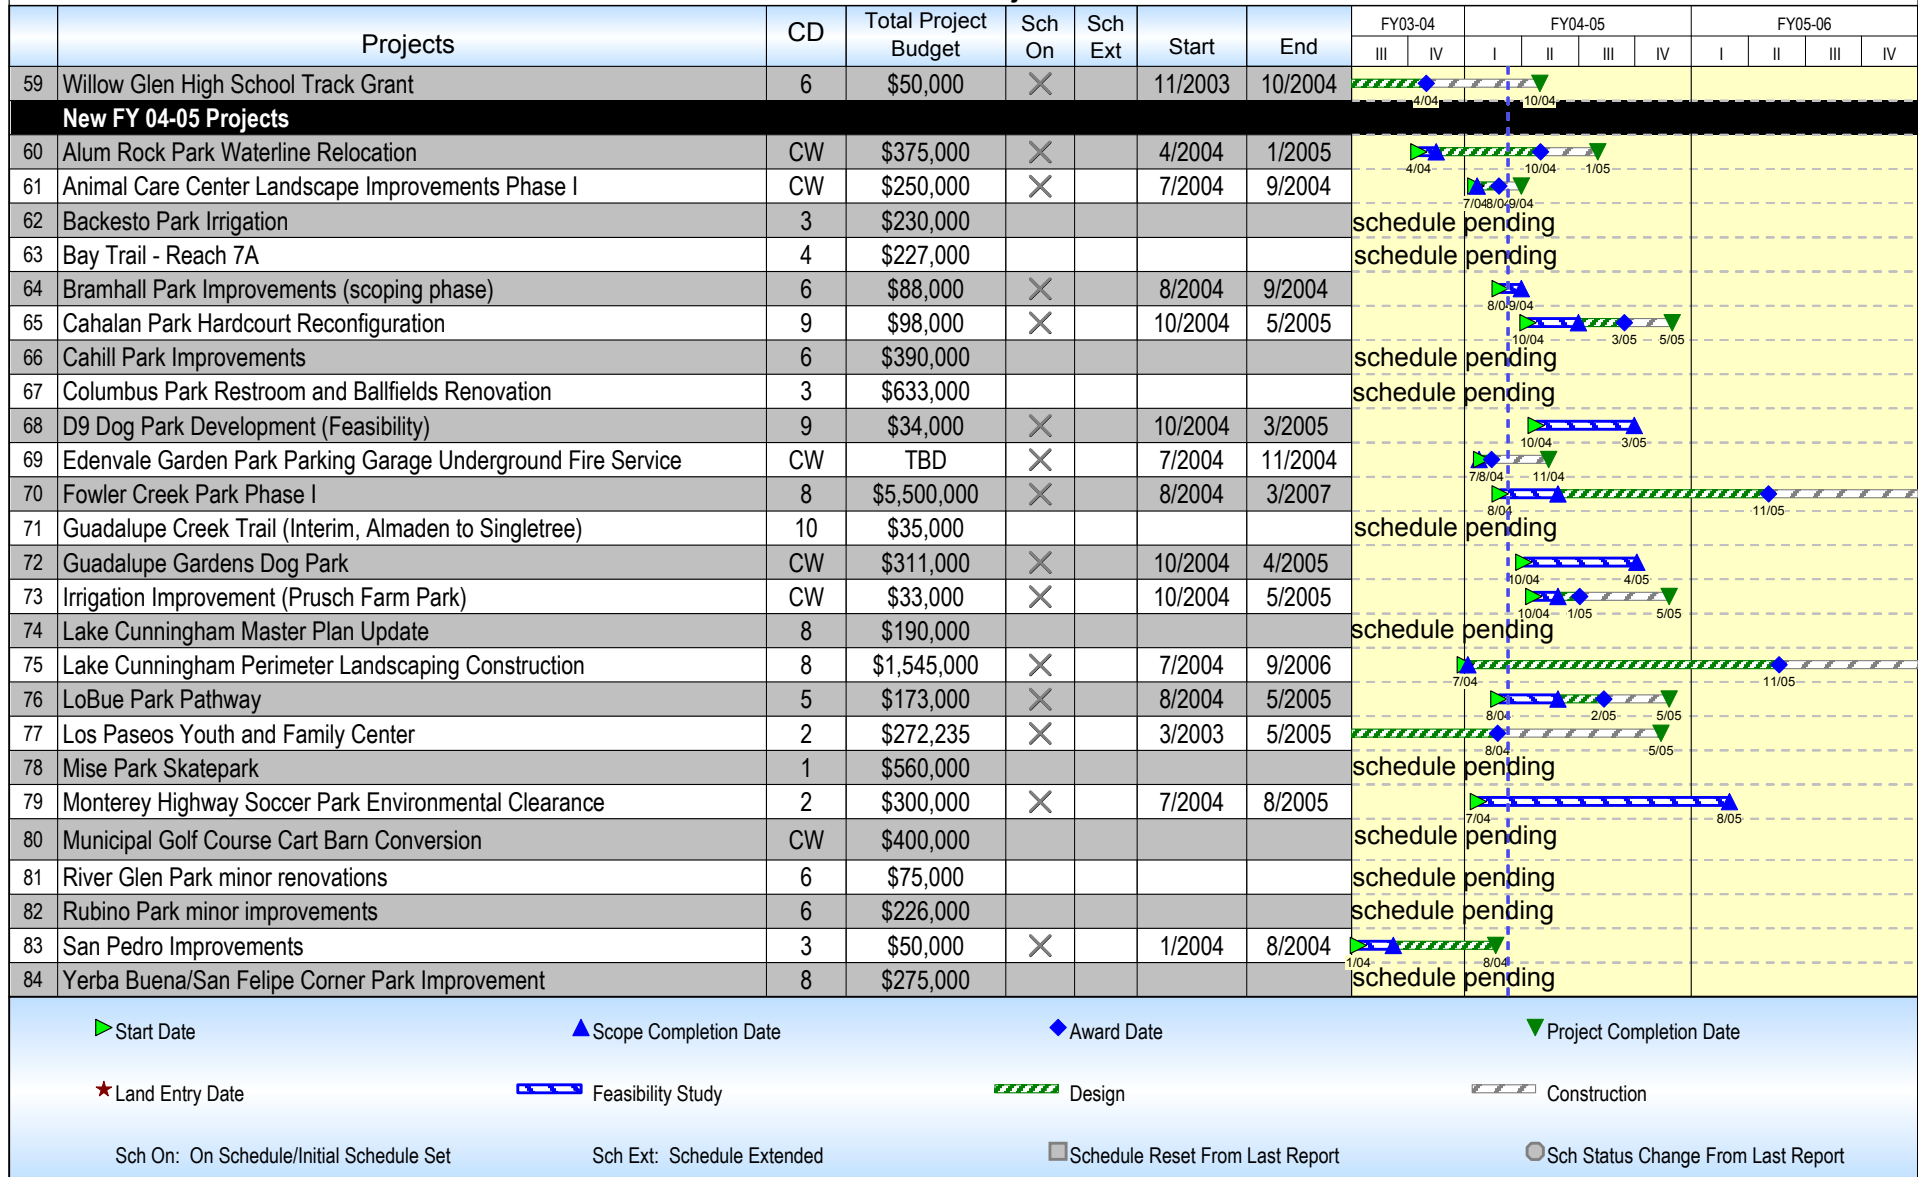 Projects CD Total Project Budget Sch On Sch Ext Start End FY03-04 FY04-05 FY05-06
III IV I II III IV I II III IV
59 Willow Glen High School Track Grant 6 $50,000 11/2003 10/2004 4/04 10/04
New FY 04-05 Projects
60 Alum Rock Park Waterline Relocation CW $375,000 4/2004 1/2005 4/04 10/04 1/05
61 Animal Care Center Landscape Improvements Phase I CW $250,000 7/2004 9/2004 7/04 8/04 9/04
62 Backesto Park Irrigation 3 $230,000 schedule pending
63 Bay Trail - Reach 7A 4 $227,000 schedule pending
64 Bramhall Park Improvements (scoping phase) 6 $88,000 8/2004 9/2004 8/04 9/04
65 Cahalan Park Hardcourt Reconfiguration 9 $98,000 10/2004 5/2005 10/04 3/05 5/05
66 Cahill Park Improvements 6 $390,000 schedule pending
67 Columbus Park Restroom and Ballfields Renovation 3 $633,000 schedule pending
68 D9 Dog Park Development (Feasibility) 9 $34,000 10/2004 3/2005 10/04 3/05
69 Edenvale Garden Park Parking Garage Underground Fire Service CW TBD 7/2004 11/2004 7/8/04 11/04
70 Fowler Creek Park Phase I 8 $5,500,000 8/2004 3/2007 8/04 11/05
71 Guadalupe Creek Trail (Interim, Almaden to Singletree) 10 $35,000 schedule pending
72 Guadalupe Gardens Dog Park CW $311,000 10/2004 4/2005 10/04 4/05
73 Irrigation Improvement (Prusch Farm Park) CW $33,000 10/2004 5/2005 10/04 1/05 5/05
74 Lake Cunningham Master Plan Update 8 $190,000 schedule pending
75 Lake Cunningham Perimeter Landscaping Construction 8 $1,545,000 7/2004 9/2006 7/04 11/05
76 LoBue Park Pathway 5 $173,000 8/2004 5/2005 8/04 2/05 5/05
77 Los Paseos Youth and Family Center 2 $272,235 3/2003 5/2005 8/04 5/05
78 Mise Park Skatepark 1 $560,000 schedule pending
79 Monterey Highway Soccer Park Environmental Clearance 2 $300,000 7/2004 8/2005 7/04 8/05
80 Municipal Golf Course Cart Barn Conversion CW $400,000 schedule pending
81 River Glen Park minor renovations 6 $75,000 schedule pending
82 Rubino Park minor improvements 6 $226,000 schedule pending
83 San Pedro Improvements 3 $50,000 1/2004 8/2004 1/04 8/04
84 Yerba Buena/San Felipe Corner Park Improvement 8 $275,000 schedule pending
Start Date Scope Completion Date Award Date Project Completion Date
Land Entry Date Feasibility Study Design Construction
Sch On: On Schedule/Initial Schedule Set Sch Ext: Schedule Extended Schedule Reset From Last Report Sch Status Change From Last Report